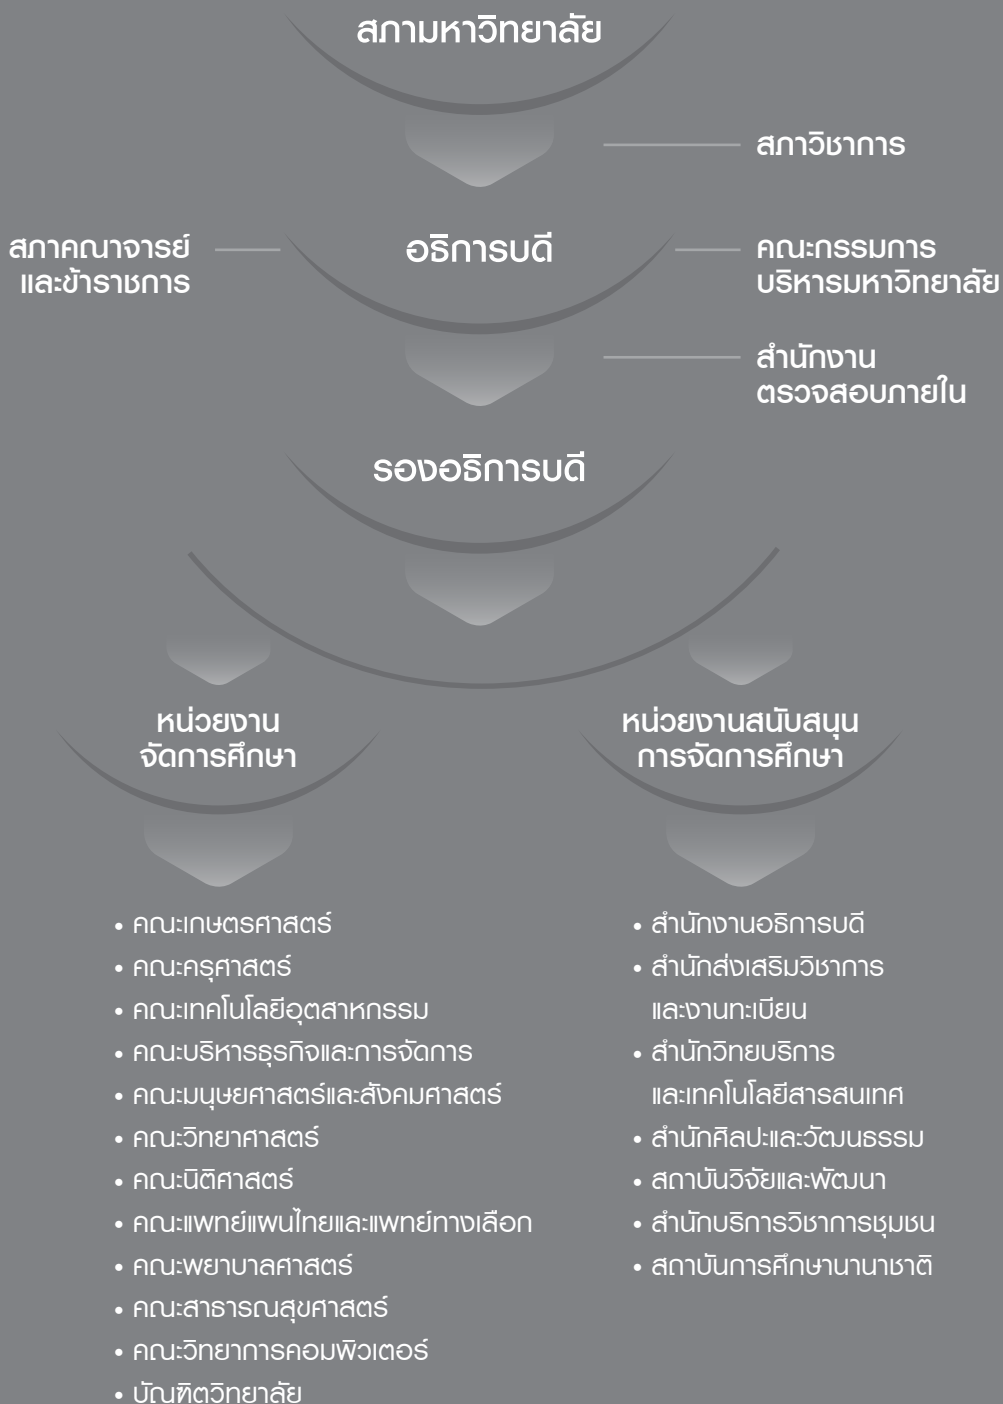 สภามหาวิทยาลัย
สภาวิชาการ
สภาคณาจารย์
และข้าราชการ
อธิการบดี
คณะกรรมการ
บริหารมหาวิทยาลัย
สำนักงาน
ตรวจสอบภายใน
รองอธิการบดี
หน่วยงาน
จัดการศึกษา
หน่วยงานสนับสนุน
การจัดการศึกษา
• คณะเกษตรศาสตร์
• คณะครุศาสตร์
• คณะเทคโนโลยีอุตสาหกรรม
• คณะบริหารธุรกิจและการจัดการ
• คณะมนุษยศาสตร์และสังคมศาสตร์
• คณะวิทยาศาสตร์
• คณะนิติศาสตร์
• คณะแพทย์แผนไทยและแพทย์ทางเลือก
• คณะพยาบาลศาสตร์
• คณะสาธารณสุขศาสตร์
• คณะวิทยาการคอมพิวเตอร์
• บัณฑิตวิทยาลัย
• สำนักงานอธิการบดี
• สำนักส่งเสริมวิชาการ
และงานทะเบียน
• สำนักวิทยบริการ
และเทคโนโลยีสารสนเทศ
• สำนักศิลปะและวัฒนธรรม
• สถาบันวิจัยและพัฒนา
• สำนักบริการวิชาการชุมชน
• สถาบันการศึกษานานาชาติ